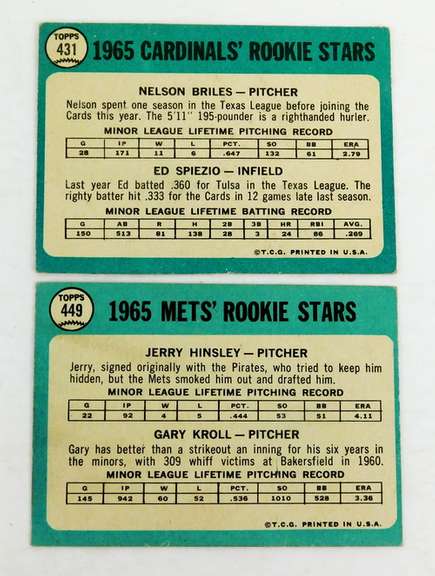 TOPPS
431
1965 CARDINALS' ROOKIE STARS
NELSON BRILES — PITCHER
Nelson spent one season in the Texas League before joining the
Cards this year. The 5'11" 195-pounder is a righthanded hurler.
MINOR LEAGUE LIFETIME PITCHING RECORD
G IP W L PCT. SO BB ERA
28 171 11 6 .647 132 61 2.79
ED SPIEZIO — INFIELD
Last year Ed batted .360 for Tulsa in the Texas League. The
righty batter hit .333 for the Cards in 12 games late last season.
MINOR LEAGUE LIFETIME BATTING RECORD
G AB R H 2B 3B HR RBI AVG.
150 513 81 138 28 3 24 86 .269
©T.C.G. PRINTED IN U.S.A.
TOPPS
449
1965 METS' ROOKIE STARS
JERRY HINSLEY — PITCHER
Jerry, signed originally with the Pirates, who tried to keep him
hidden, but the Mets smoked him out and drafted him.
MINOR LEAGUE LIFETIME PITCHING RECORD
G IP W L PCT. SO BB ERA
22 92 4 5 .444 53 51 4.11
GARY KROLL — PITCHER
Gary has better than a strikeout an inning for his six years in
the minors, with 309 whiff victims at Bakersfield in 1960.
MINOR LEAGUE LIFETIME PITCHING RECORD
G IP W L PCT. SO BB ERA
145 942 60 52 .536 1010 528 3.36
©T.C.G. PRINTED IN U.S.A.